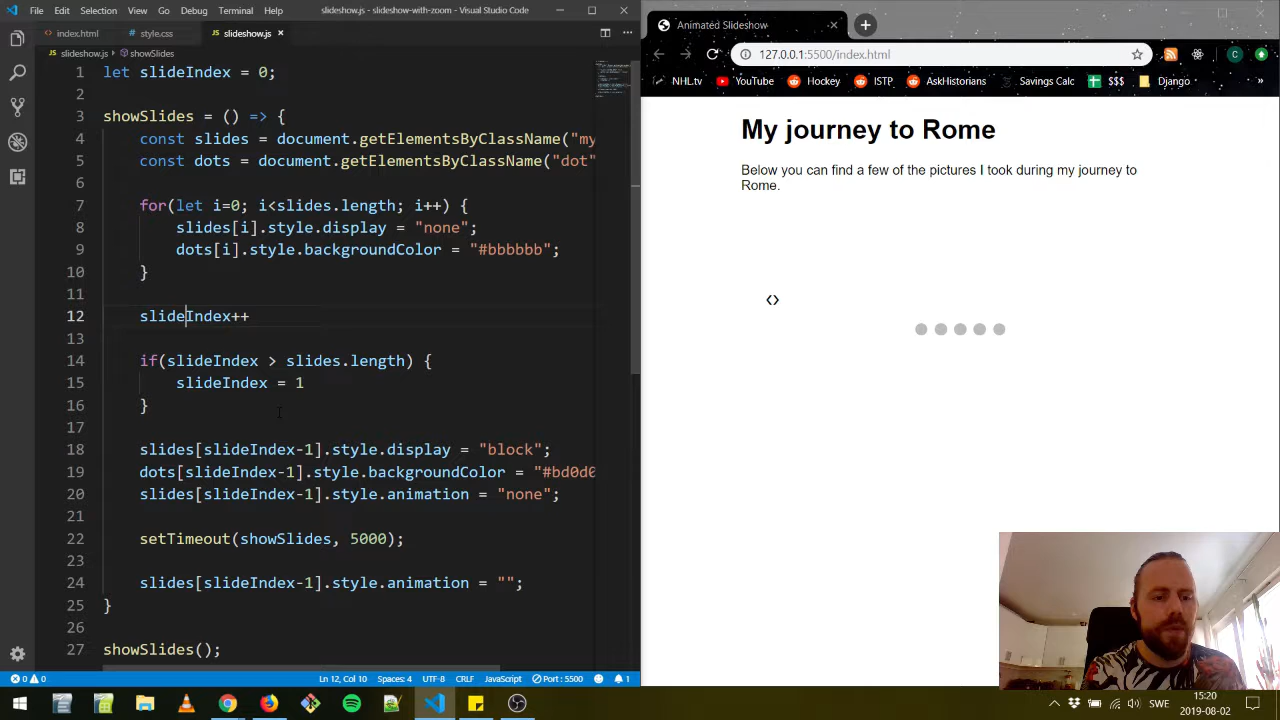 File Edit Selection View Go Debug Terminal Help slideshow.js - slideshow-with-zoom - Visual Studio Code
index.html style.css slideshow.js
slideshow.js showSlides
1 let slideIndex = 0;
2
3 showSlides = () => {
4 const slides = document.getElementsByClassName("my
5 const dots = document.getElementsByClassName("dot"
6
7 for(let i=0; i<slides.length; i++) {
8 slides[i].style.display = "none";
9 dots[i].style.backgroundColor = "#bbbbbb";
10 }
11
12 slideIndex++
13
14 if(slideIndex > slides.length) {
15 slideIndex = 1
16 }
17
18 slides[slideIndex-1].style.display = "block";
19 dots[slideIndex-1].style.backgroundColor = "#bd0d0
20 slides[slideIndex-1].style.animation = "none";
21
22 setTimeout(showSlides, 5000);
23
24 slides[slideIndex-1].style.animation = "";
25 }
26
27 showSlides();
0 0 Ln 12, Col 10 Spaces: 4 UTF-8 CRLF JavaScript Port : 5500 1
Animated Slideshow
127.0.0.1:5500/index.html
NHL.tv YouTube Hockey ISTP AskHistorians Savings Calc $$$ Django »
My journey to Rome
Below you can find a few of the pictures I took during my journey to
Rome.
‹›
SWE 15:20
2019-08-02